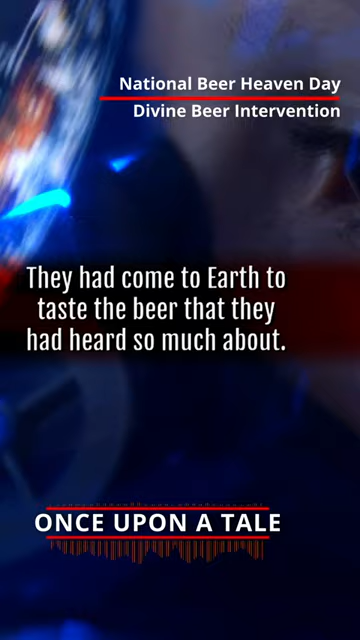 National Beer Heaven Day
Divine Beer Intervention
They had come to Earth to
taste the beer that they
had heard so much about.
ONCE UPON A TALE